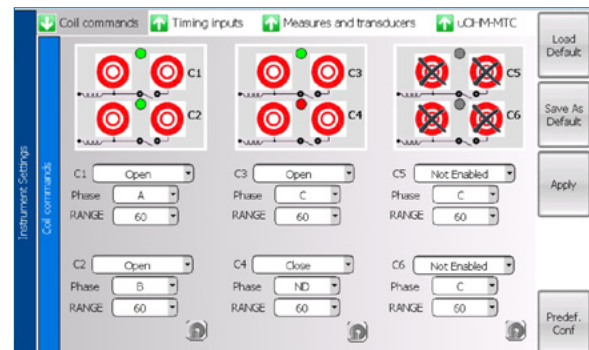 Coil commands Timing inputs Measures and transducers µOHM-MTC
Load Default
Save As Default
Apply
Predef. Conf
Instrument Settings
Coil commands
C1 C3 C5
C2 C4 C6
C1 Open C3 Open C5 Not Enabled
Phase A Phase C Phase C
RANGE 60 RANGE 60 RANGE 60
C2 Open C4 Close C6 Not Enabled
Phase B Phase ND Phase C
RANGE 60 RANGE 60 RANGE 60